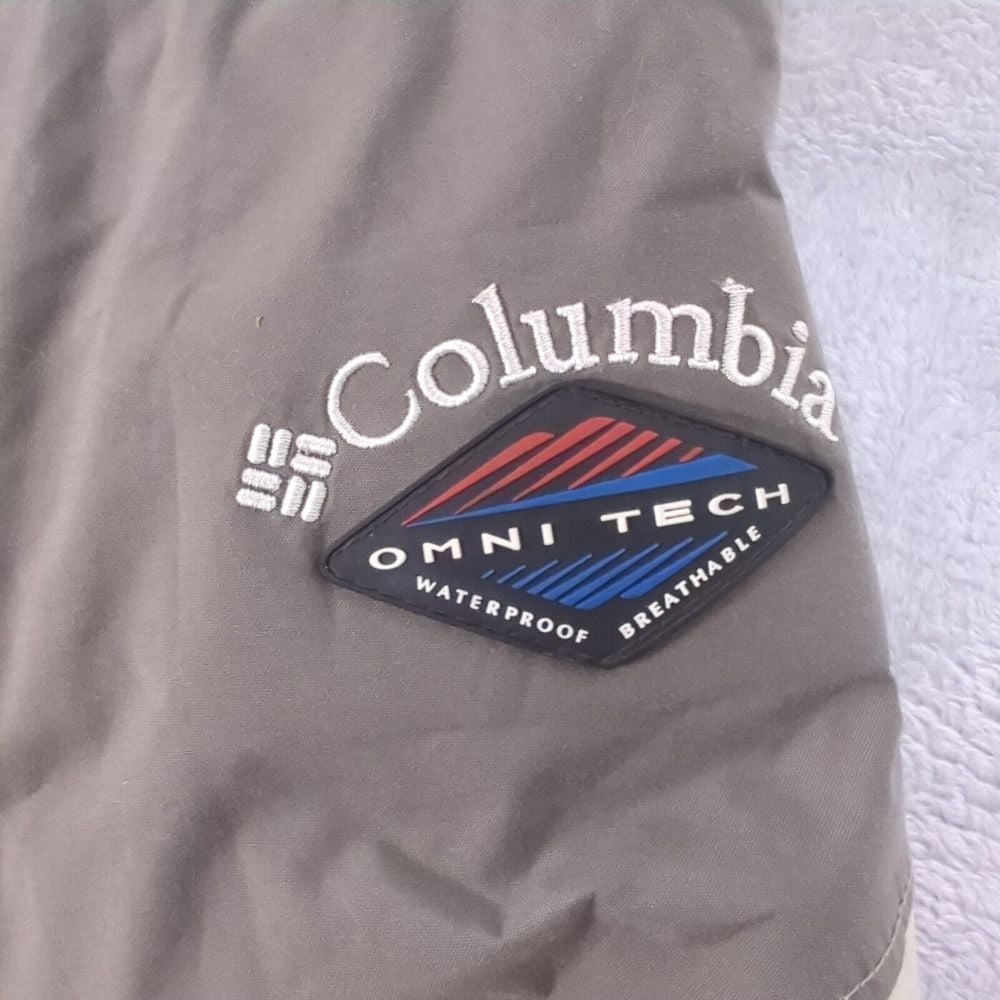 Columbia
OMNI TECH
WATERPROOF BREATHABLE